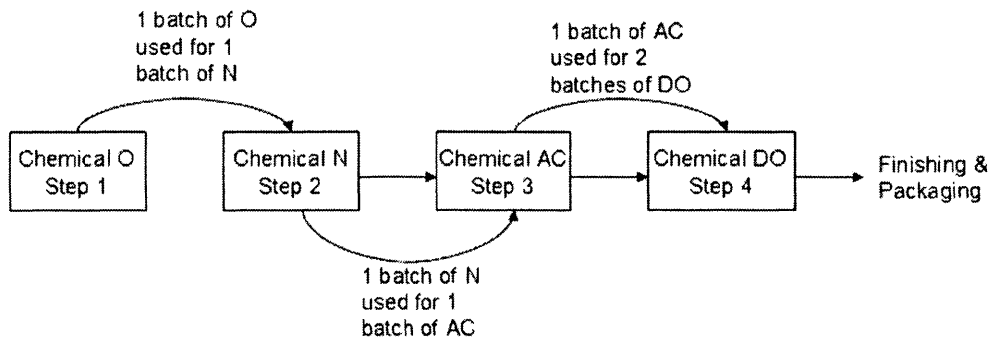 1 batch of O
used for 1
batch of N
1 batch of AC
used for 2
batches of DO
Chemical O
Step 1
Chemical N
Step 2
Chemical AC
Step 3
Chemical DO
Step 4
Finishing &
Packaging
1 batch of N
used for 1
batch of AC